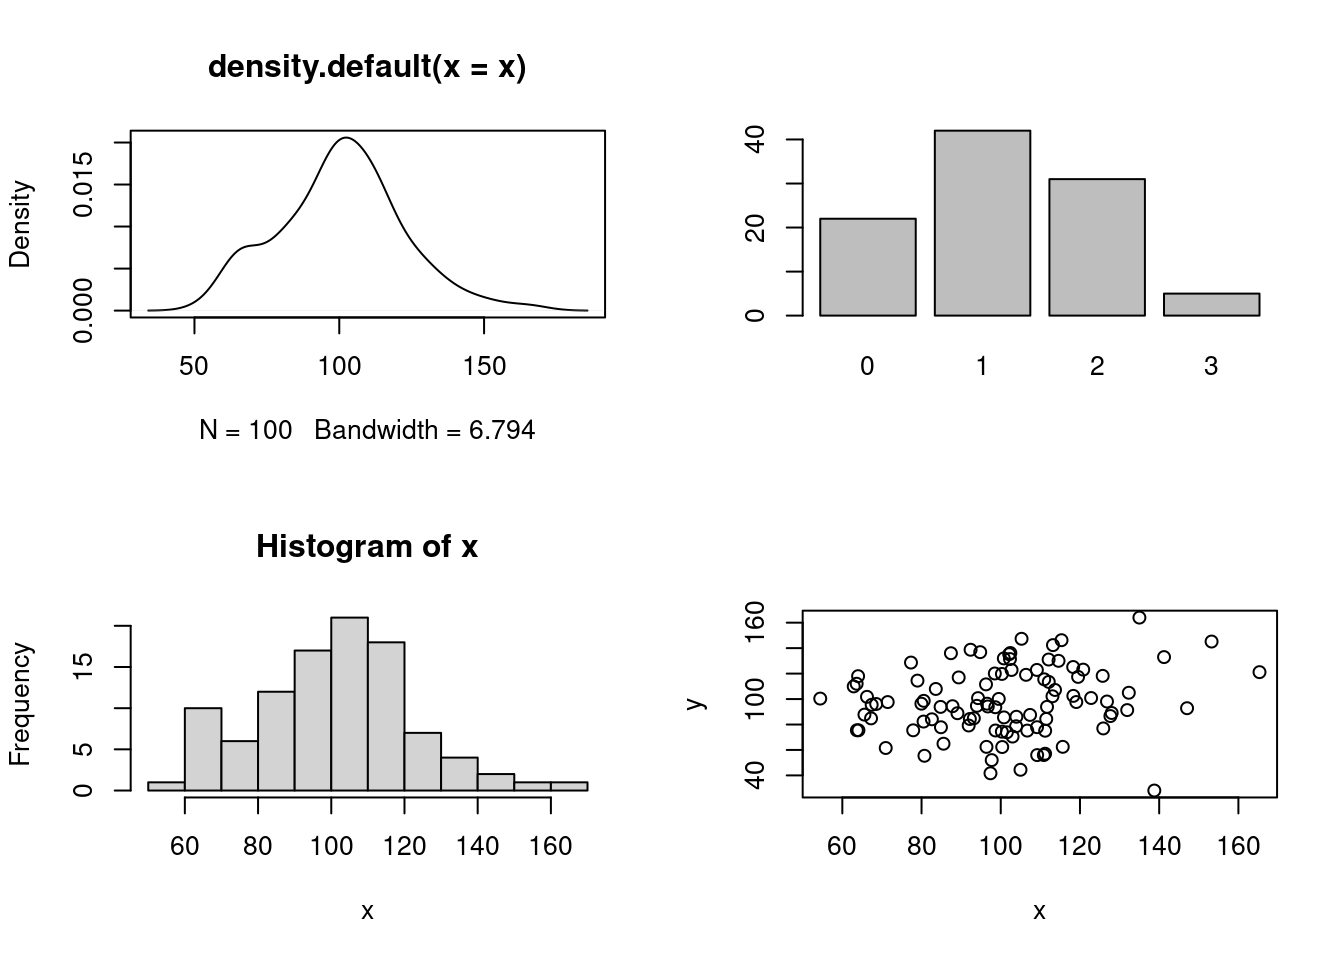 density.default(x = x)
Density
0.000
0.015
50 100 150
N = 100 Bandwidth = 6.794
0
20
40
0 1 2 3
Histogram of x
Frequency
0
5
15
60 80 100 120 140 160
x
y
40
100
160
60 80 100 120 140 160
x